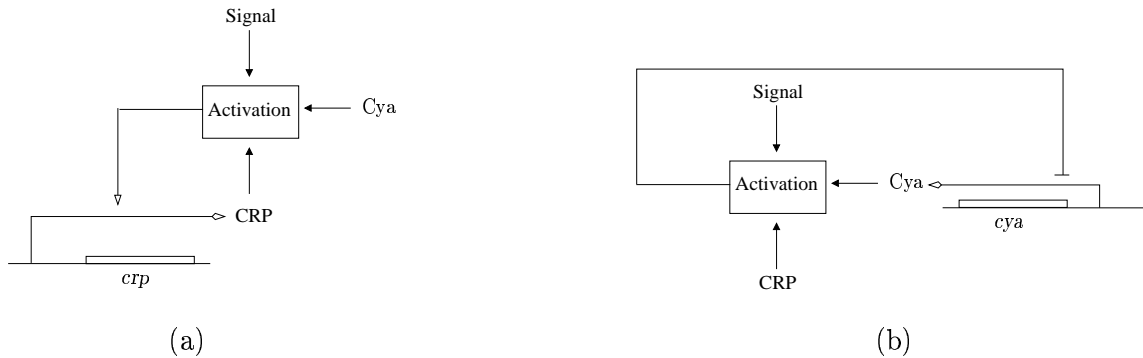 Signal
Activation
Cya
CRP
crp
(a)
Signal
Activation
Cya
cya
CRP
(b)